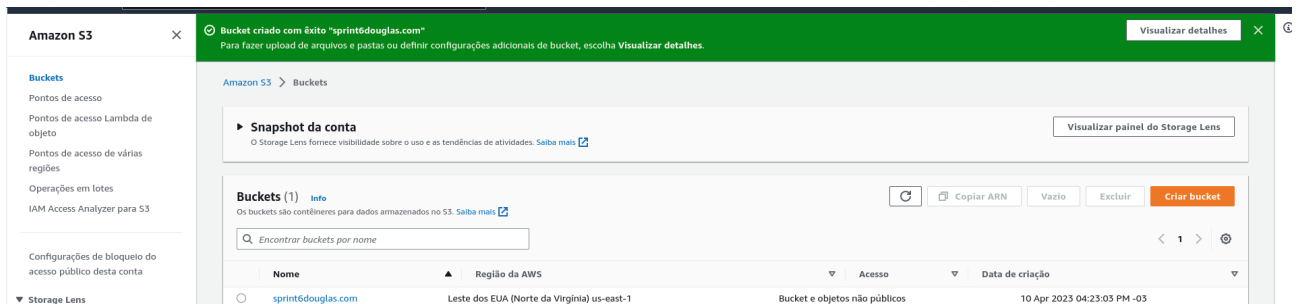 Amazon S3
Buckets
Pontos de acesso
Pontos de acesso Lambda de
objeto
Pontos de acesso de várias
regiões
Operações em lotes
IAM Access Analyzer para S3
Configurações de bloqueio do
acesso público desta conta
Storage Lens
Bucket criado com êxito "sprint6douglas.com"
Para fazer upload de arquivos e pastas ou definir configurações adicionais de bucket, escolha Visualizar detalhes.
Visualizar detalhes
Amazon S3 > Buckets
Snapshot da conta
O Storage Lens fornece visibilidade sobre o uso e as tendências de atividades. Saiba mais
Visualizar painel do Storage Lens
Buckets (1) Info
Os buckets são contêineres para dados armazenados no S3. Saiba mais
Copiar ARN Vazio Excluir Criar bucket
Encontrar buckets por nome
< 1 >
Nome Região da AWS Acesso Data de criação
sprint6douglas.com Leste dos EUA (Norte da Virgínia) us-east-1 Bucket e objetos não públicos 10 Apr 2023 04:23:03 PM -03